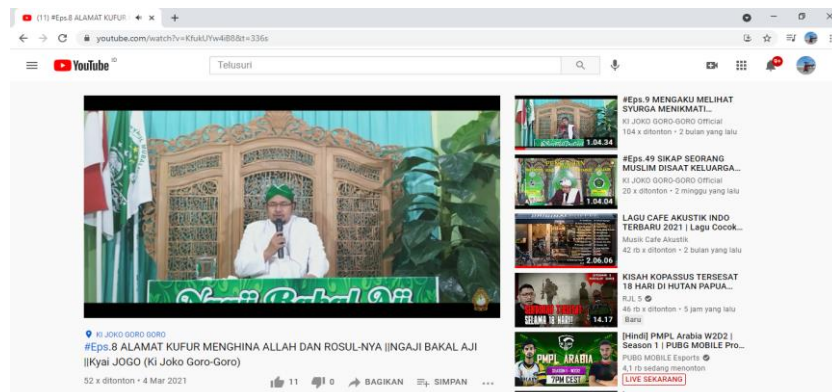 (11) #Eps.8 ALAMAT KUFUR
youtube.com/watch?v=KfukUYw4iB8&t=336s
YouTube ID
Telusuri
9+
Ngaji Bakal Aji
KI JOKO GORO GORO
#Eps.8 ALAMAT KUFUR MENGHINA ALLAH DAN ROSUL-NYA ||NGAJI BAKAL AJI
||Kyai JOGO (Ki Joko Goro-Goro)
52 x ditonton • 4 Mar 2021
11 0 BAGIKAN SIMPAN ...
1.04.34
#Eps.9 MENGAKU MELIHAT
SYURGA MENIKMATI...
KI JOKO GORO-GORO Official
104 x ditonton • 2 bulan yang lalu
1.04.04
#Eps.49 SIKAP SEORANG
MUSLIM DISAAT KELUARGA...
KI JOKO GORO-GORO Official
20 x ditonton • 2 minggu yang lalu
2.06.06
LAGU CAFE AKUSTIK INDO
TERBARU 2021 | Lagu Cocok...
Musik Cafe Akustik
42 rb x ditonton • 2 bulan yang lalu
SELAMA 18 HARI!
14.17
KISAH KOPASSUS TERSESAT
18 HARI DI HUTAN PAPUA...
RJL 5
46 rb x ditonton • 5 jam yang lalu
Baru
PMPL ARABIA
7PM CEST
[Hindi] PMPL Arabia W2D2 |
Season 1 | PUBG MOBILE Pro...
PUBG MOBILE Esports
4,1 rb sedang menonton
LIVE SEKARANG